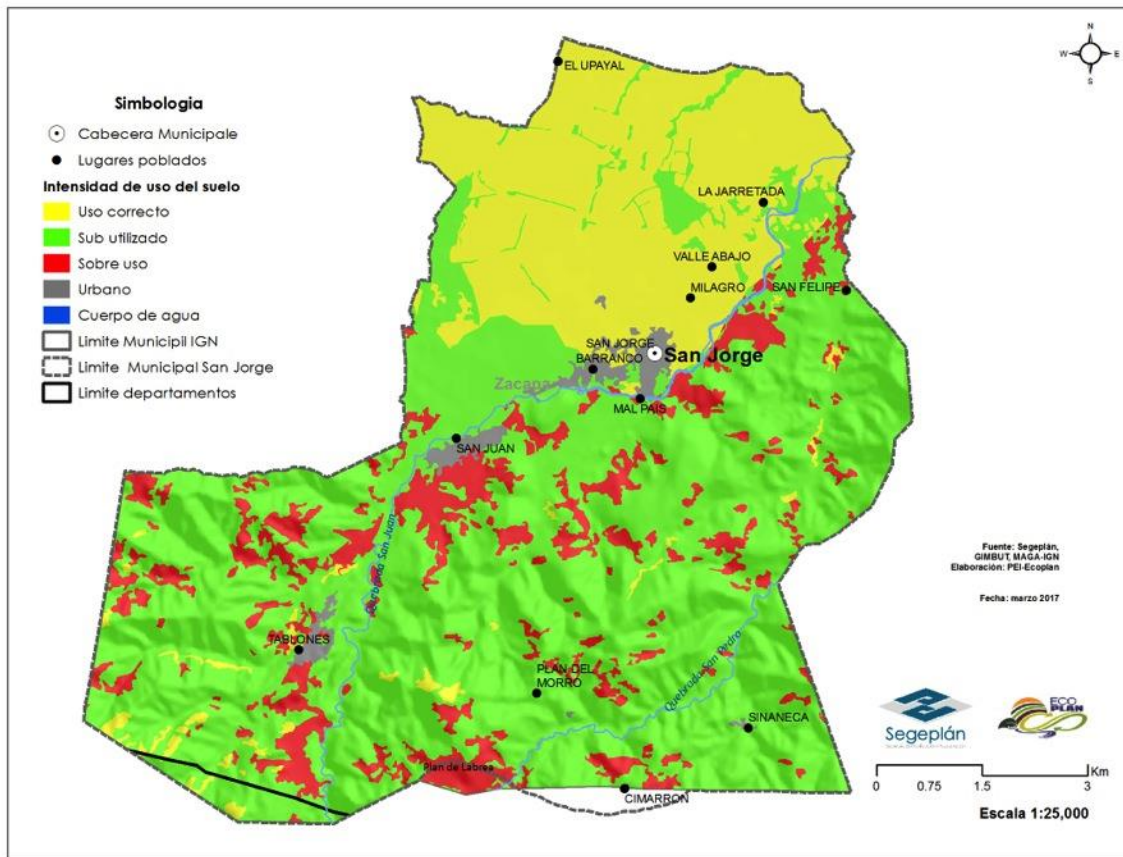 N
W E
S
Simbologia
Cabecera Municipale
Lugares poblados
Intensidad de uso del suelo
Uso correcto
Sub utilizado
Sobre uso
Urbano
Cuerpo de agua
Limite Municipil IGN
Limite Municipal San Jorge
Limite departamentos
EL UPAYAL
LA JARRETADA
VALLE ABAJO
MILAGRO
SAN FELIPE
SAN JORGE
BARRANCO
San Jorge
Zacapa
MAL PAIS
SAN JUAN
Quebrada San Juan
TABLONES
PLAN DEL
MORRO
Quebrada San Pedro
SINANECA
Plan de Labrea
CIMARRON
Fuente: Segeplán,
GIMBUT, MAGA-IGN
Elaboración: PEI-Ecoplan
Fecha: marzo 2017
Segeplán
ECO
PLAN
Km
0 0.75 1.5 3
Escala 1:25,000